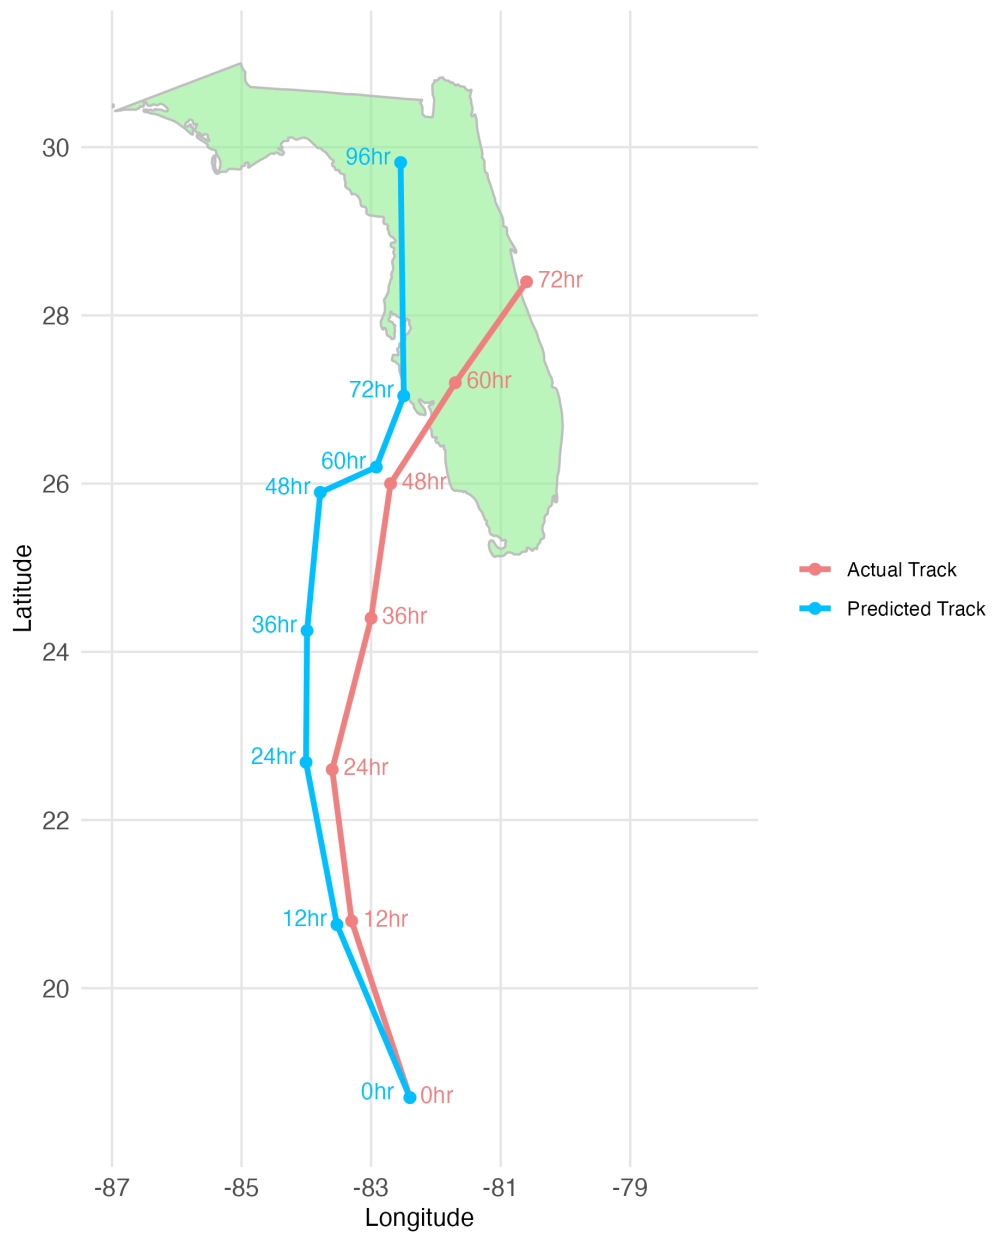 30
28
26
24
22
20
Latitude
96hr
72hr
72hr
60hr
60hr
48hr
48hr
36hr
36hr
24hr
24hr
12hr
12hr
0hr
0hr
Actual Track
Predicted Track
-87
-85
-83
-81
-79
Longitude